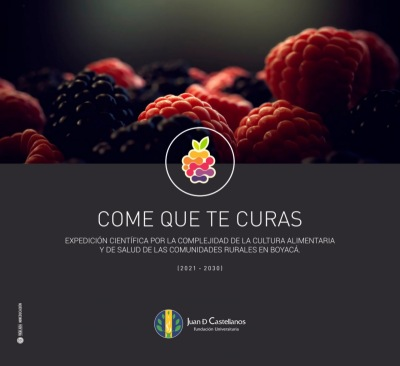 COME QUE TE CURAS
EXPEDICIÓN CIENTÍFICA POR LA COMPLEJIDAD DE LA CULTURA ALIMENTARIA
Y DE SALUD DE LAS COMUNIDADES RURALES EN BOYACÁ.
(2021 - 2030)
Juan D Castellanos
Fundación Universitaria